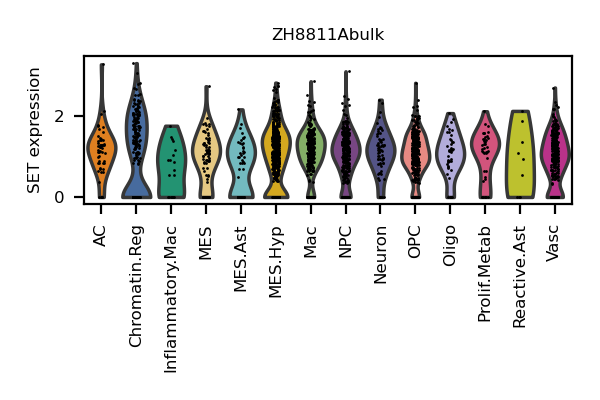 ZH8811Abulk
SET expression
2
0
AC
Chromatin.Reg
Inflammatory.Mac
MES
MES.Ast
MES.Hyp
Mac
NPC
Neuron
OPC
Oligo
Prolif.Metab
Reactive.Ast
Vasc